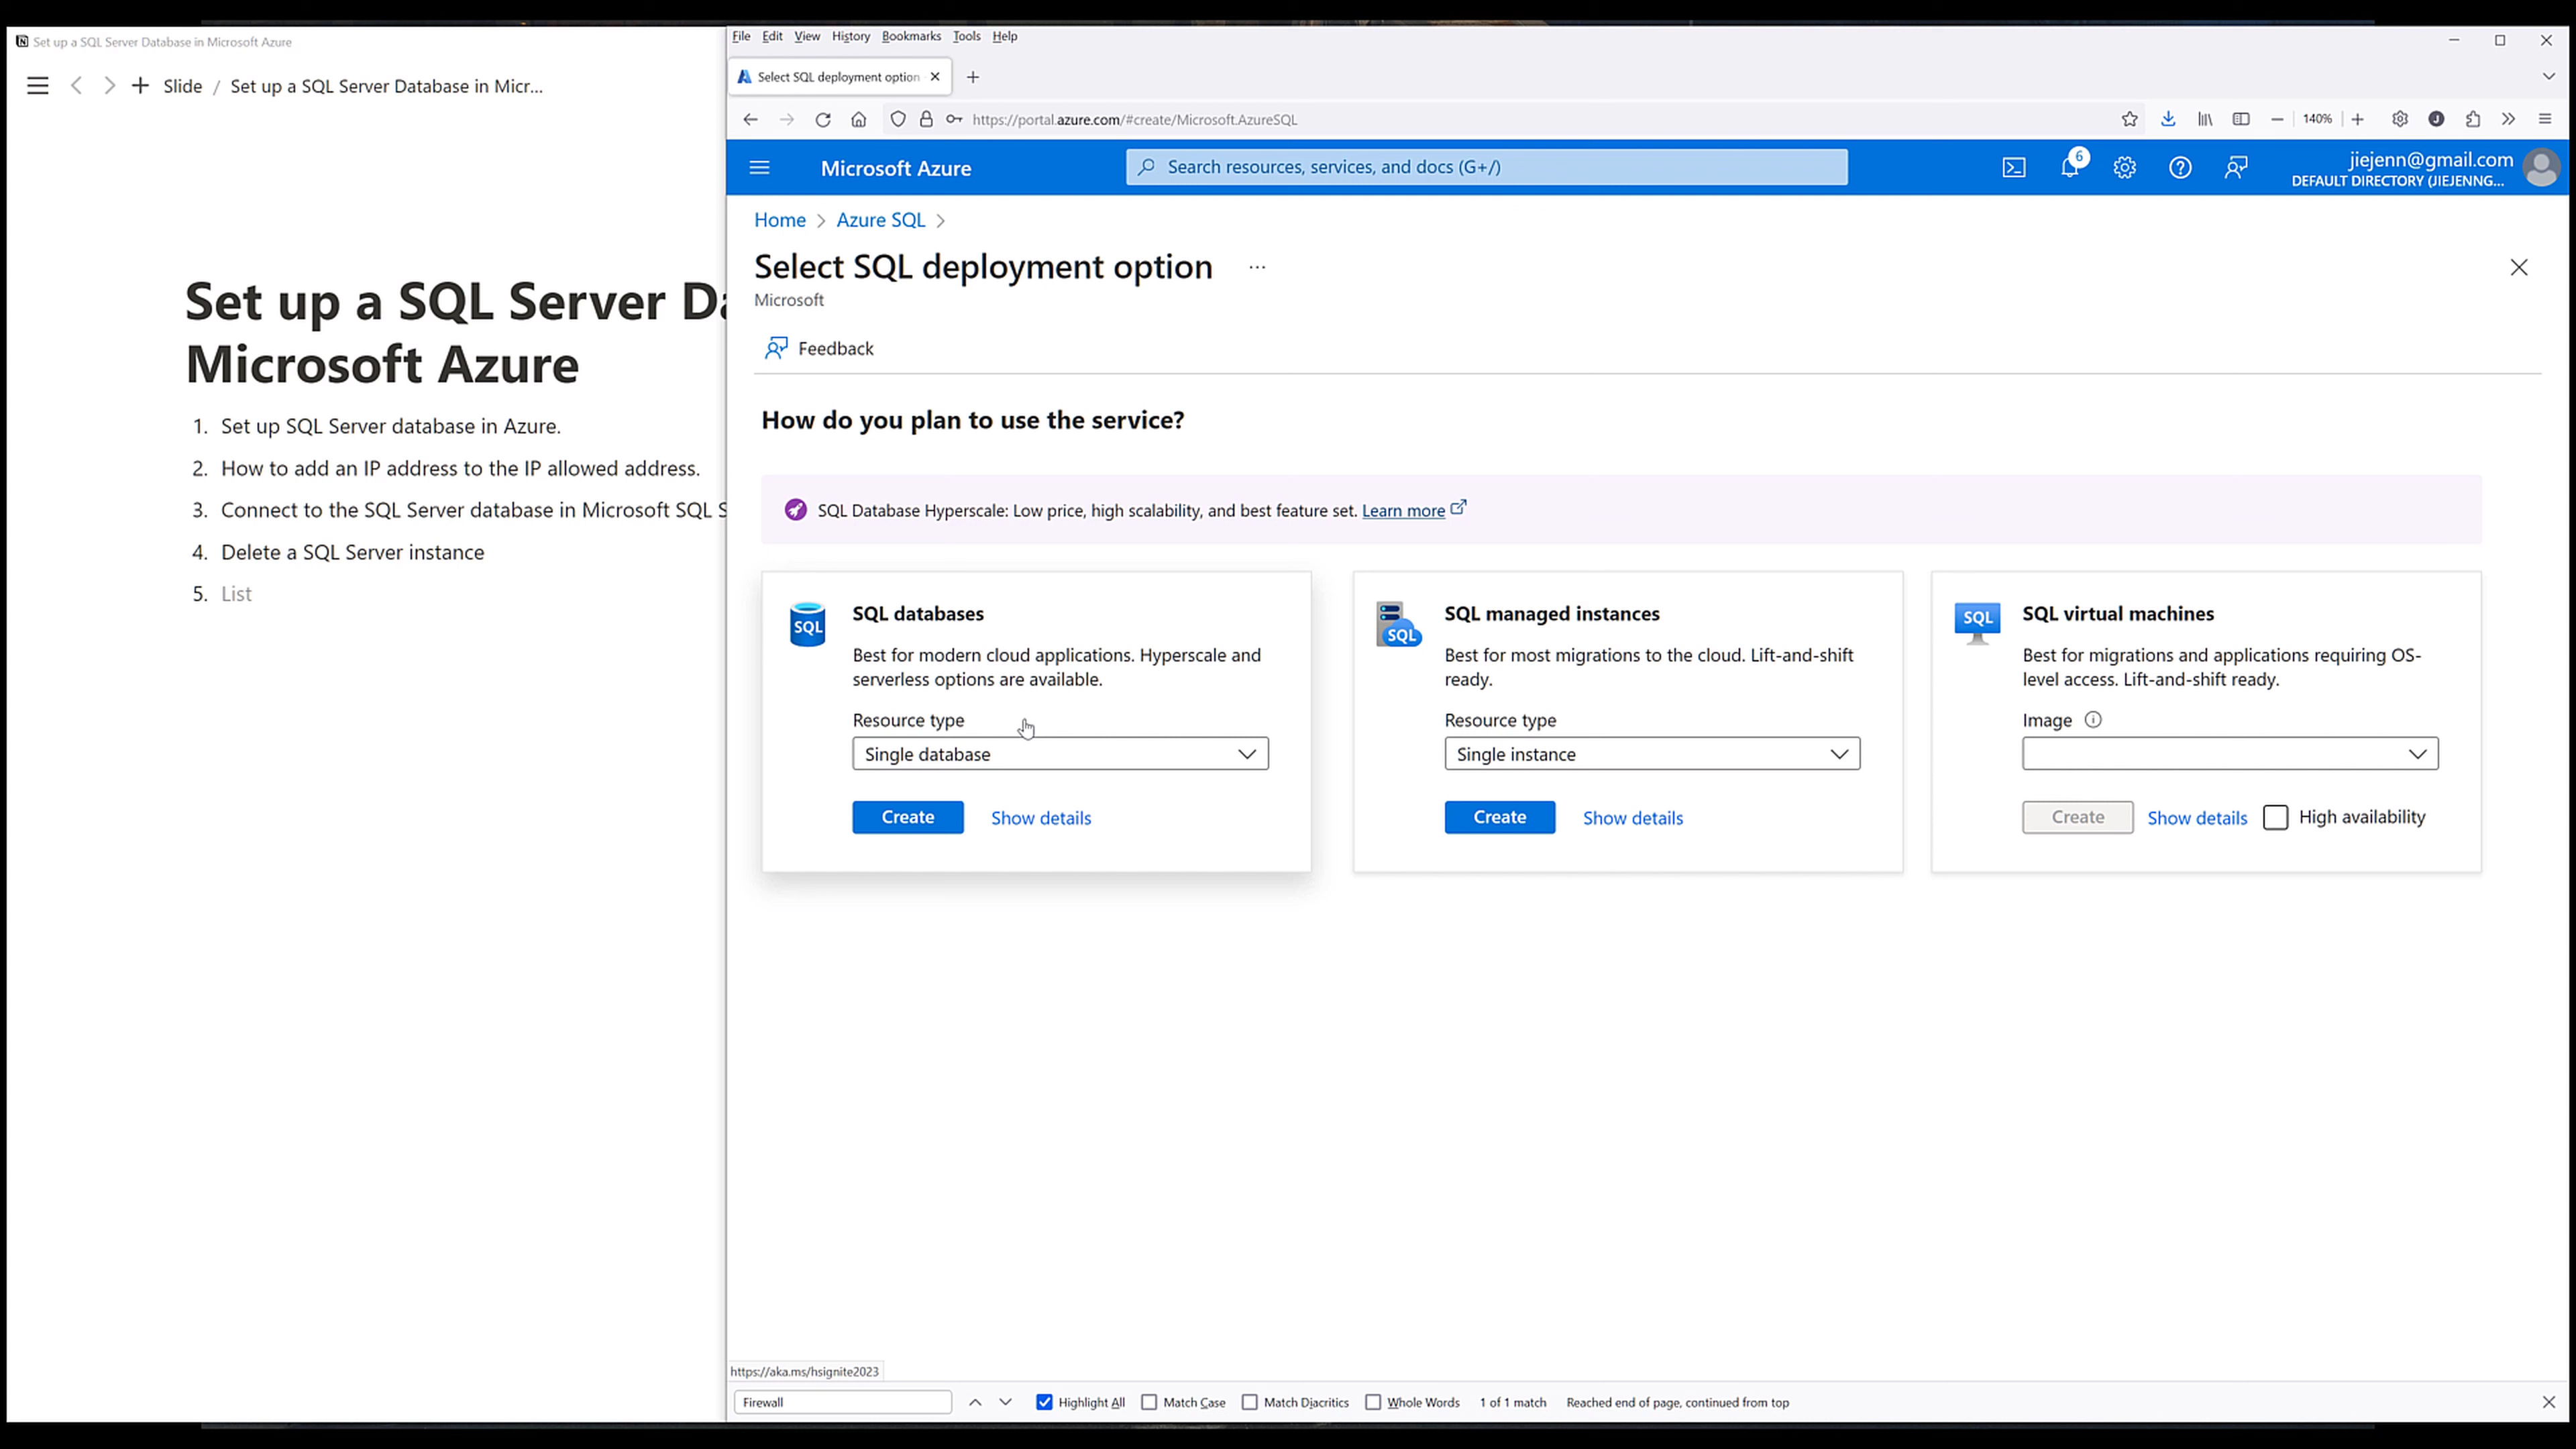 Set up a SQL Server Database in Microsoft Azure
Slide / Set up a SQL Server Database in Micr...
Set up a SQL Server Da
Microsoft Azure
1. Set up SQL Server database in Azure.
2. How to add an IP address to the IP allowed address.
3. Connect to the SQL Server database in Microsoft SQL S
4. Delete a SQL Server instance
5. List
File Edit View History Bookmarks Tools Help
Select SQL deployment option
https://portal.azure.com/#create/Microsoft.AzureSQL
140%
J
Microsoft Azure
Search resources, services, and docs (G+/)
6
jiejenn@gmail.com
DEFAULT DIRECTORY (JIEJENNG...
Home > Azure SQL >
Select SQL deployment option ...
Microsoft
Feedback
How do you plan to use the service?
SQL Database Hyperscale: Low price, high scalability, and best feature set. Learn more
SQL
SQL databases
Best for modern cloud applications. Hyperscale and
serverless options are available.
Resource type
Single database
Create Show details
SQL
SQL managed instances
Best for most migrations to the cloud. Lift-and-shift
ready.
Resource type
Single instance
Create Show details
SQL
SQL virtual machines
Best for migrations and applications requiring OS-
level access. Lift-and-shift ready.
Image
Create Show details High availability
https://aka.ms/hsignite2023
Firewall Highlight All Match Case Match Diacritics Whole Words 1 of 1 match Reached end of page, continued from top